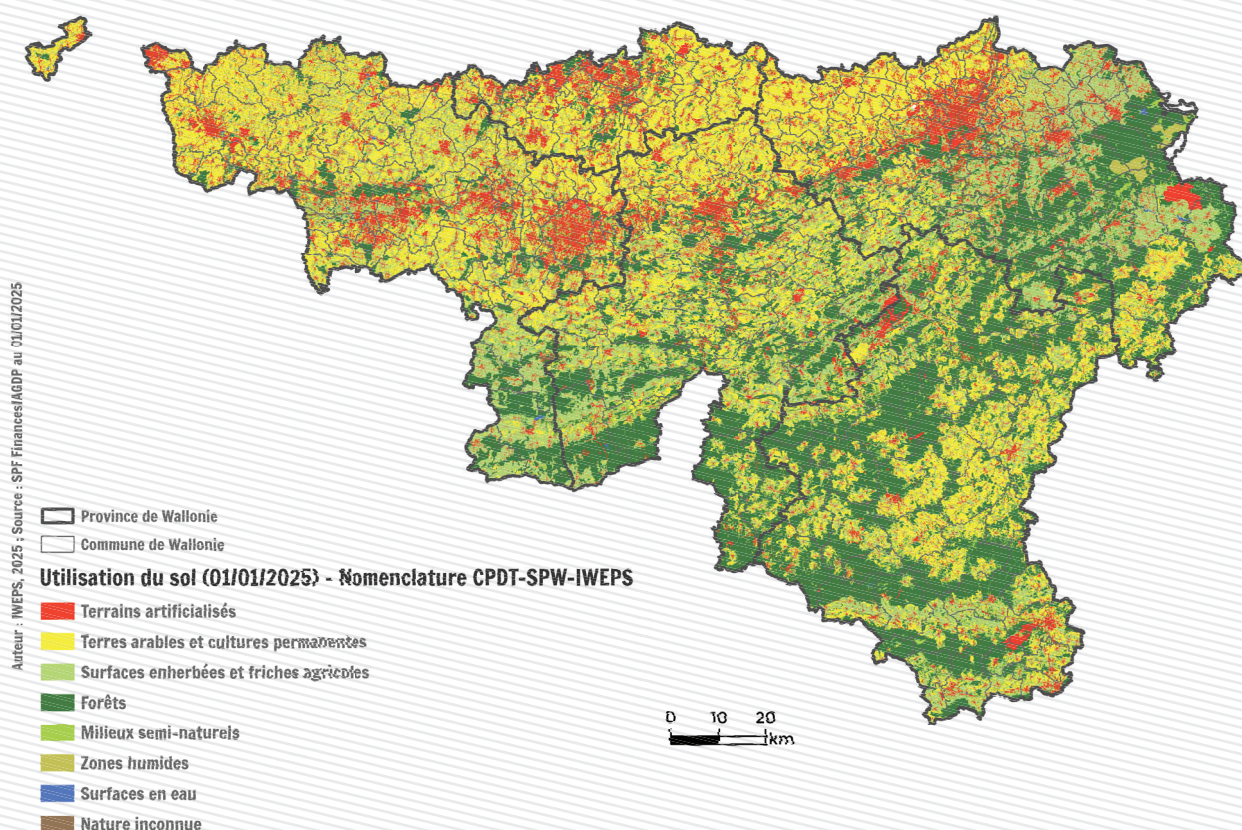 Auteur : IWEPS, 2025 ; Source : SPF Finances/AGDP au 01/01/2025
Province de Wallonie
Commune de Wallonie
Utilisation du sol (01/01/2025) - Nomenclature CPDT-SPW-IWEPS
Terrains artificialisés
Terres arables et cultures permanentes
Surfaces enherbées et friches agricoles
Forêts
Milieux semi-naturels
Zones humides
Surfaces en eau
Nature inconnue
0 10 20
km